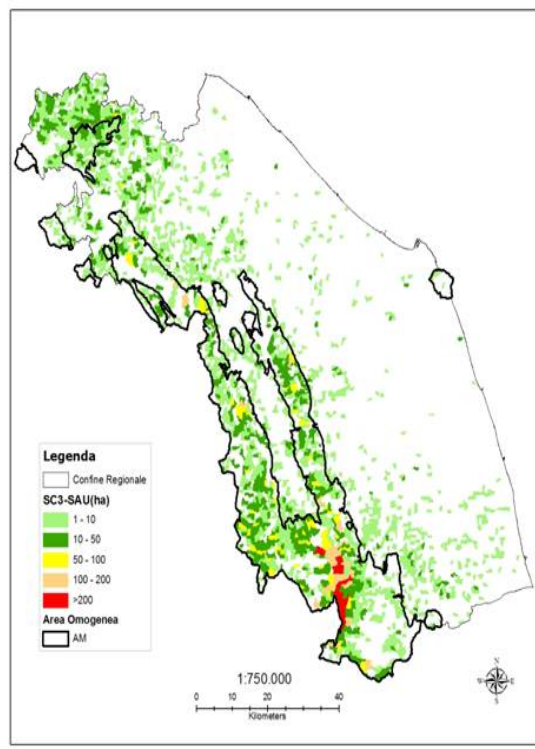 Legenda
Confine Regionale
SC3-SAU(ha)
1 - 10
10 - 50
50 - 100
100 - 200
>200
Area Omogenea
AM
1:750.000
0 10 20 40
Kilometers
N
W E
S